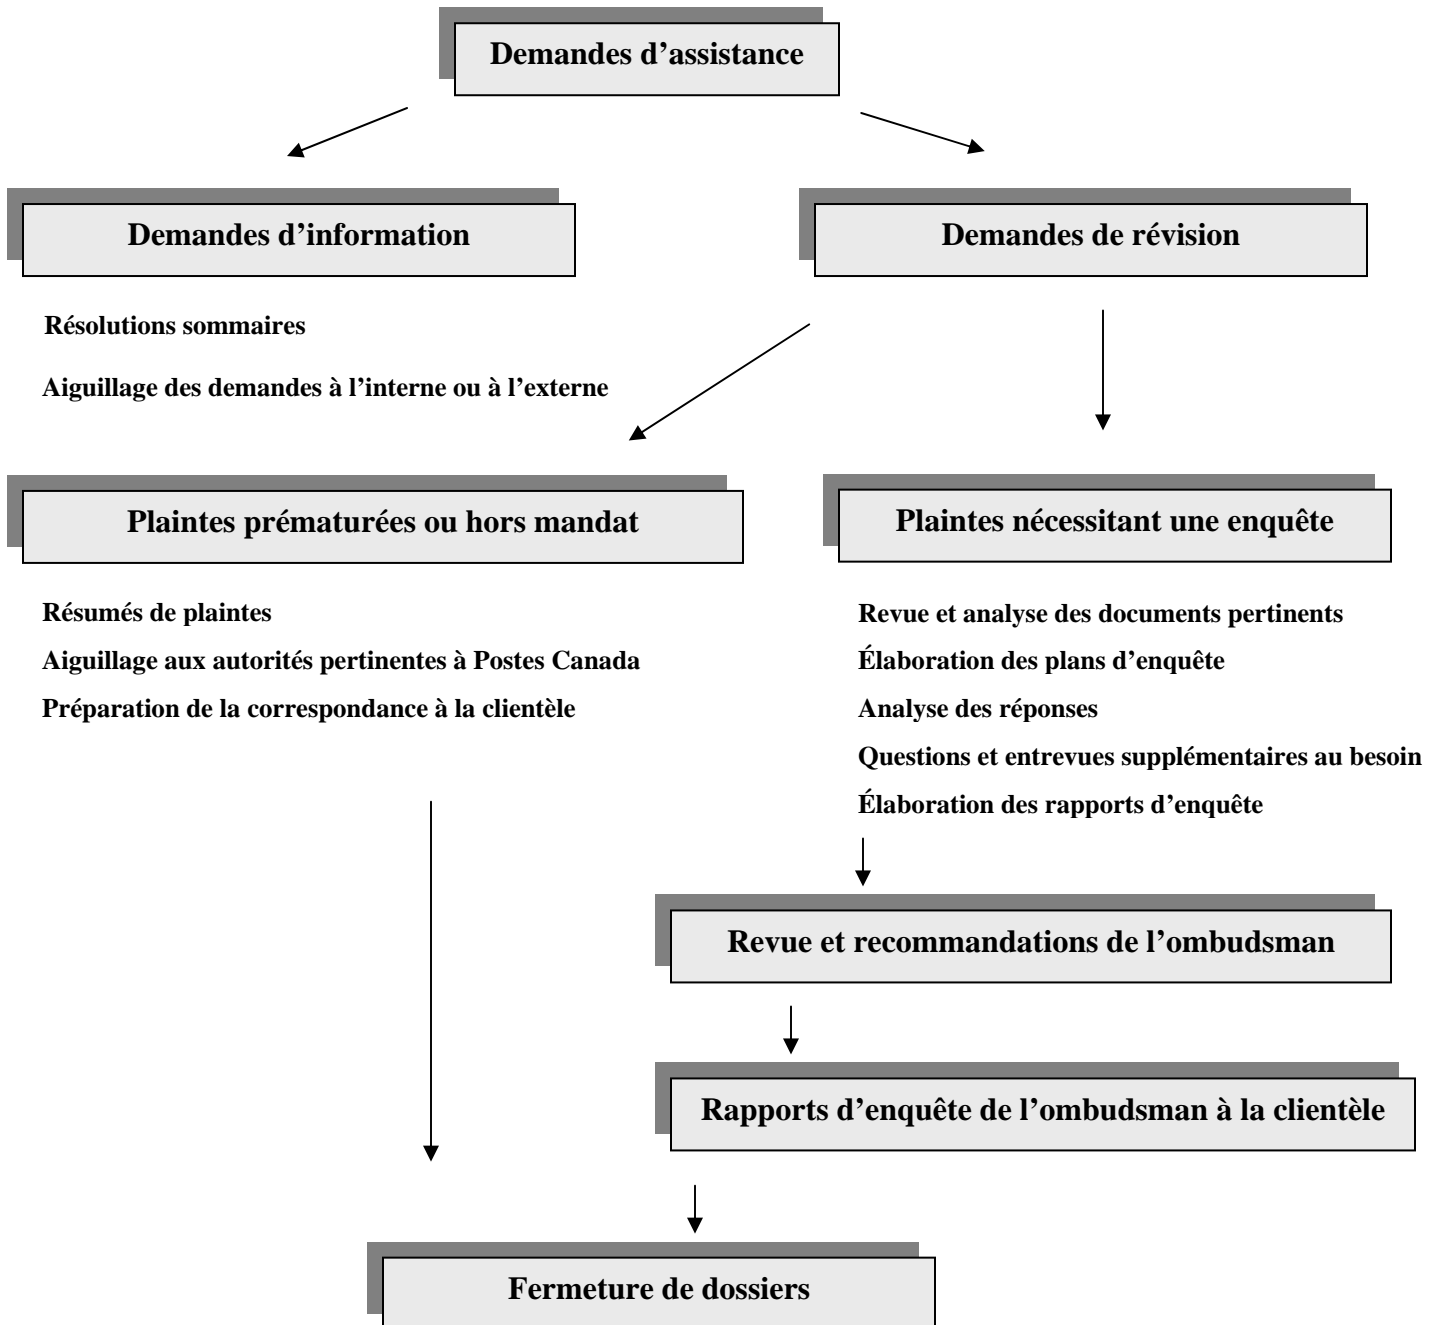 Demandes d’assistance
Demandes d’information
Demandes de révision
Résolutions sommaires
Aiguillage des demandes à l’interne ou à l’externe
Plaintes prématurées ou hors mandat
Plaintes nécessitant une enquête
Résumés de plaintes
Aiguillage aux autorités pertinentes à Postes Canada
Préparation de la correspondance à la clientèle
Revue et analyse des documents pertinents
Élaboration des plans d’enquête
Analyse des réponses
Questions et entrevues supplémentaires au besoin
Élaboration des rapports d’enquête
Revue et recommandations de l’ombudsman
Rapports d’enquête de l’ombudsman à la clientèle
Fermeture de dossiers